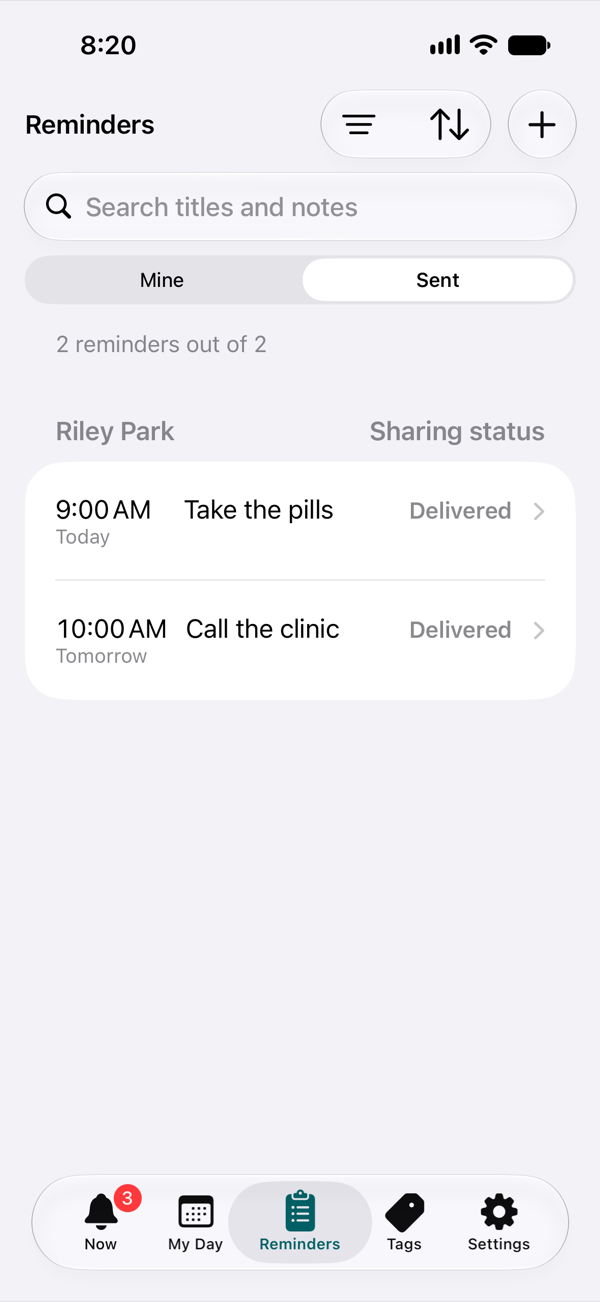 8:20
Reminders
Search titles and notes
Mine Sent
2 reminders out of 2
Riley Park Sharing status
9:00 AM Take the pills Delivered
Today
10:00 AM Call the clinic Delivered
Tomorrow
3
Now My Day Reminders Tags Settings